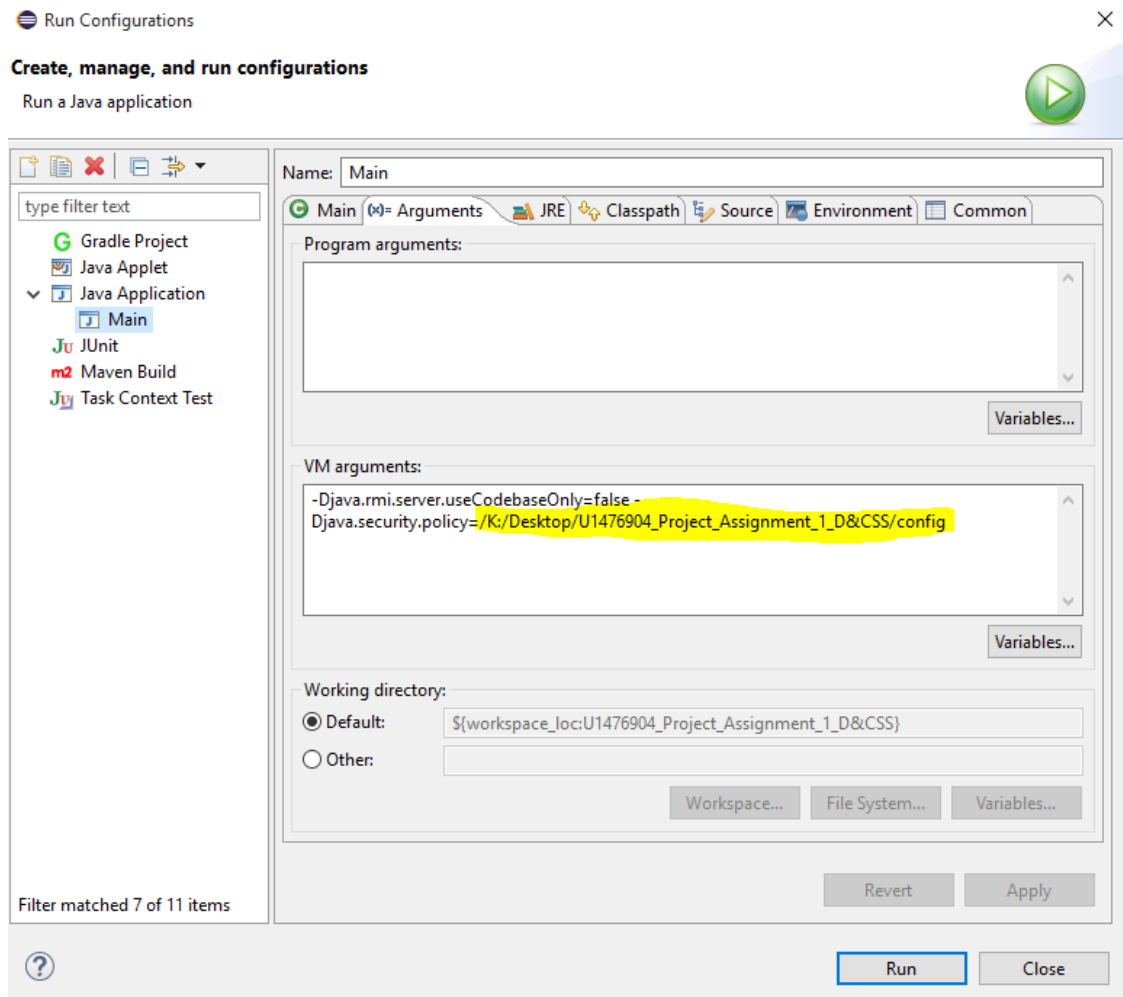 Run Configurations
Create, manage, and run configurations
Run a Java application
type filter text
Gradle Project
Java Applet
Java Application
Main
JUnit
Maven Build
Task Context Test
Filter matched 7 of 11 items
Name: Main
Main (x)= Arguments JRE Classpath Source Environment Common
Program arguments:
Variables...
VM arguments:
-Djava.rmi.server.useCodebaseOnly=false -
Djava.security.policy=/K:/Desktop/U1476904_Project_Assignment_1_D&CSS/config
Variables...
Working directory:
Default: ${workspace_loc:U1476904_Project_Assignment_1_D&CSS}
Other:
Workspace... File System... Variables...
Revert Apply
Run Close